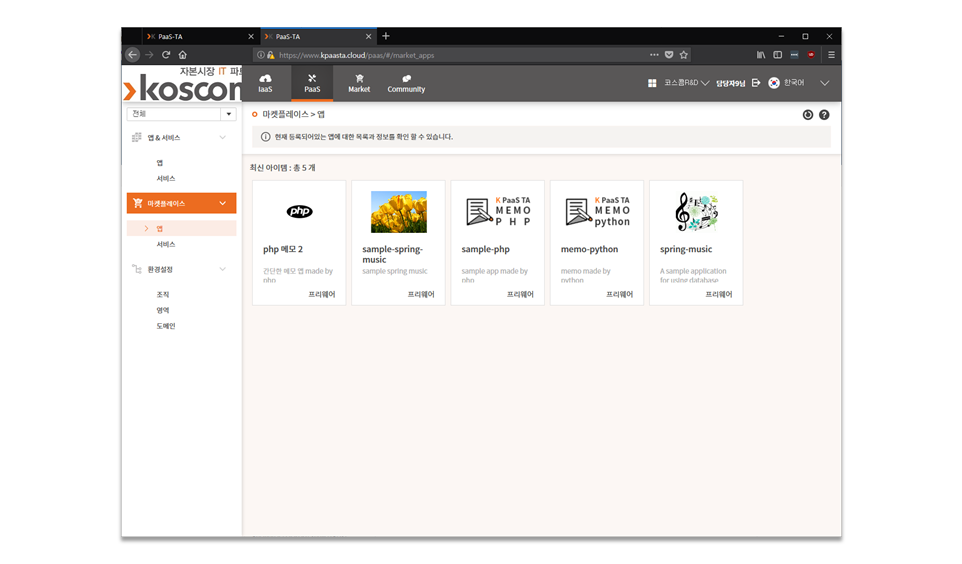 PaaS-TA
PaaS-TA
https://www.kpaasta.cloud/paas/#/market_apps
자본시장 IT 파트
koscom
IaaS
PaaS
Market
Community
코스콤R&D
담당자9님
한국어
전체
앱 & 서비스
앱
서비스
마켓플레이스
앱
서비스
환경설정
조직
영역
도메인
마켓플레이스 > 앱
현재 등록되어있는 앱에 대한 목록과 정보를 확인 할 수 있습니다.
최신 아이템 : 총 5 개
php
php 메모 2
간단한 메모 앱 made by
php
프리웨어
sample-spring-
music
sample spring music
프리웨어
K PaaS TA
MEMO
PHP
sample-php
sample app made by
php
프리웨어
K PaaS TA
MEMO
python
memo-python
memo made by
python
프리웨어
spring-music
A sample application
for using database
프리웨어